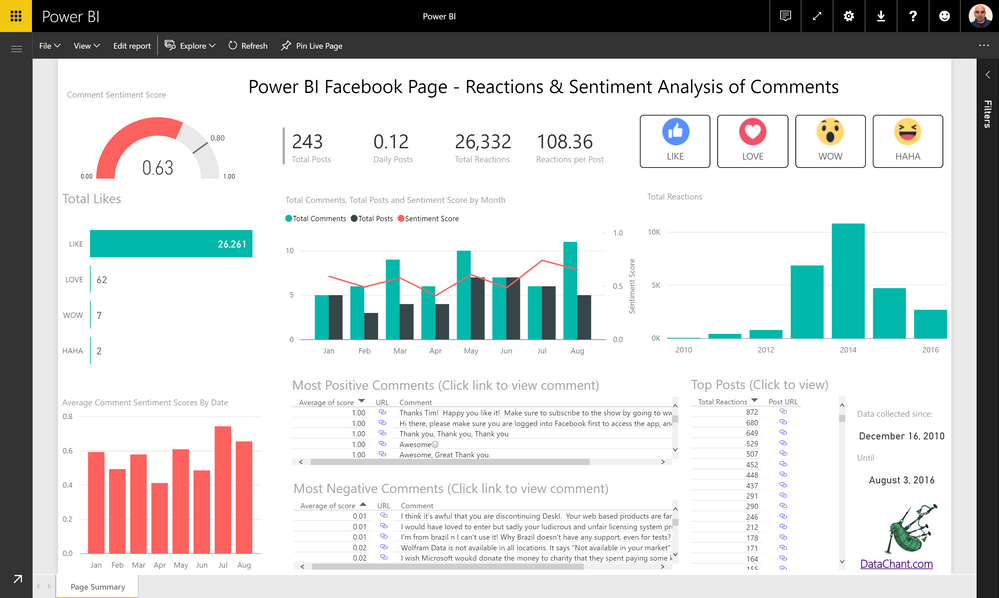 Power BI
Power BI
File View Edit report Explore Refresh Pin Live Page
Filters
Power BI Facebook Page - Reactions & Sentiment Analysis of Comments
Comment Sentiment Score
0.80
0.63
0.00 1.00
243 0.12 26,332 108.36
Total Posts Daily Posts Total Reactions Reactions per Post
LIKE LOVE WOW HAHA
Total Likes
LIKE 26,261
LOVE 62
WOW 7
HAHA 2
Total Comments, Total Posts and Sentiment Score by Month
Total Comments Total Posts Sentiment Score
1.0
10
5 0.5
0 0.0
Sentiment Score
Jan Feb Mar Apr May Jun Jul Aug
Total Reactions
10K
5K
0K
2010 2012 2014 2016
Average Comment Sentiment Scores By Date
0.8
0.6
0.4
0.2
0.0
Jan Feb Mar Apr May Jun Jul Aug
Most Positive Comments (Click link to view comment)
Average of score URL Comment
1.00 Thanks Tim! Happy you like it! Make sure to subscribe to the show by going to
1.00 Hi there, please make sure you are logged into Facebook first to access the app,
1.00 Thank you, Thank you, Thank you
1.00 Awesome
1.00 Awesome, Great Thank you.
Most Negative Comments (Click link to view comment)
Average of score URL Comment
0.01 I think it's awful that you are discontinuing Deskl. Your web based products are far
0.01 I would have loved to enter but sadly your ludicrous and unfair licensing system
0.01 I'm from brazil n I can't use it! Why Brazil doesn't have any support, even for tests?
0.02 Wolfram Data is not available in all locations. It says "Not available in your market"
0.02 I wish Microsoft would donate the money to charity that they spent paying some
Top Posts (Click to view)
Total Reactions Post URL
872
680
649
529
507
452
448
437
291
290
246
212
178
171
164
155
Data collected since:
December 16, 2010
Until
August 3, 2016
DataChant.com
Page Summary